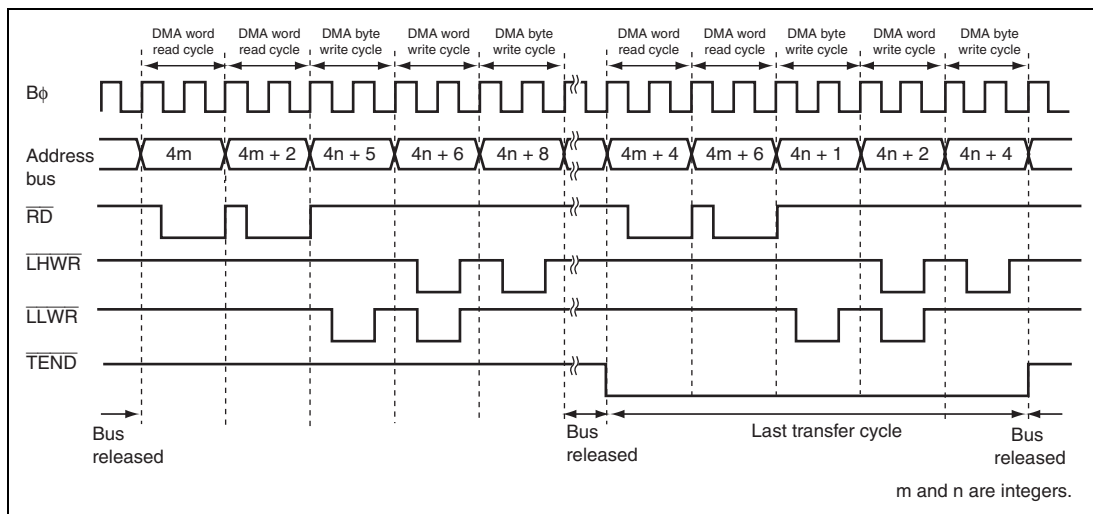 DMA word read cycle
DMA word read cycle
DMA byte write cycle
DMA word write cycle
DMA byte write cycle
DMA word read cycle
DMA word read cycle
DMA byte write cycle
DMA word write cycle
DMA byte write cycle
Bϕ
Address bus
4m
4m + 2
4n + 5
4n + 6
4n + 8
4m + 4
4m + 6
4n + 1
4n + 2
4n + 4
RD
LHWR
LLWR
TEND
Bus released
Bus released
Last transfer cycle
Bus released
m and n are integers.